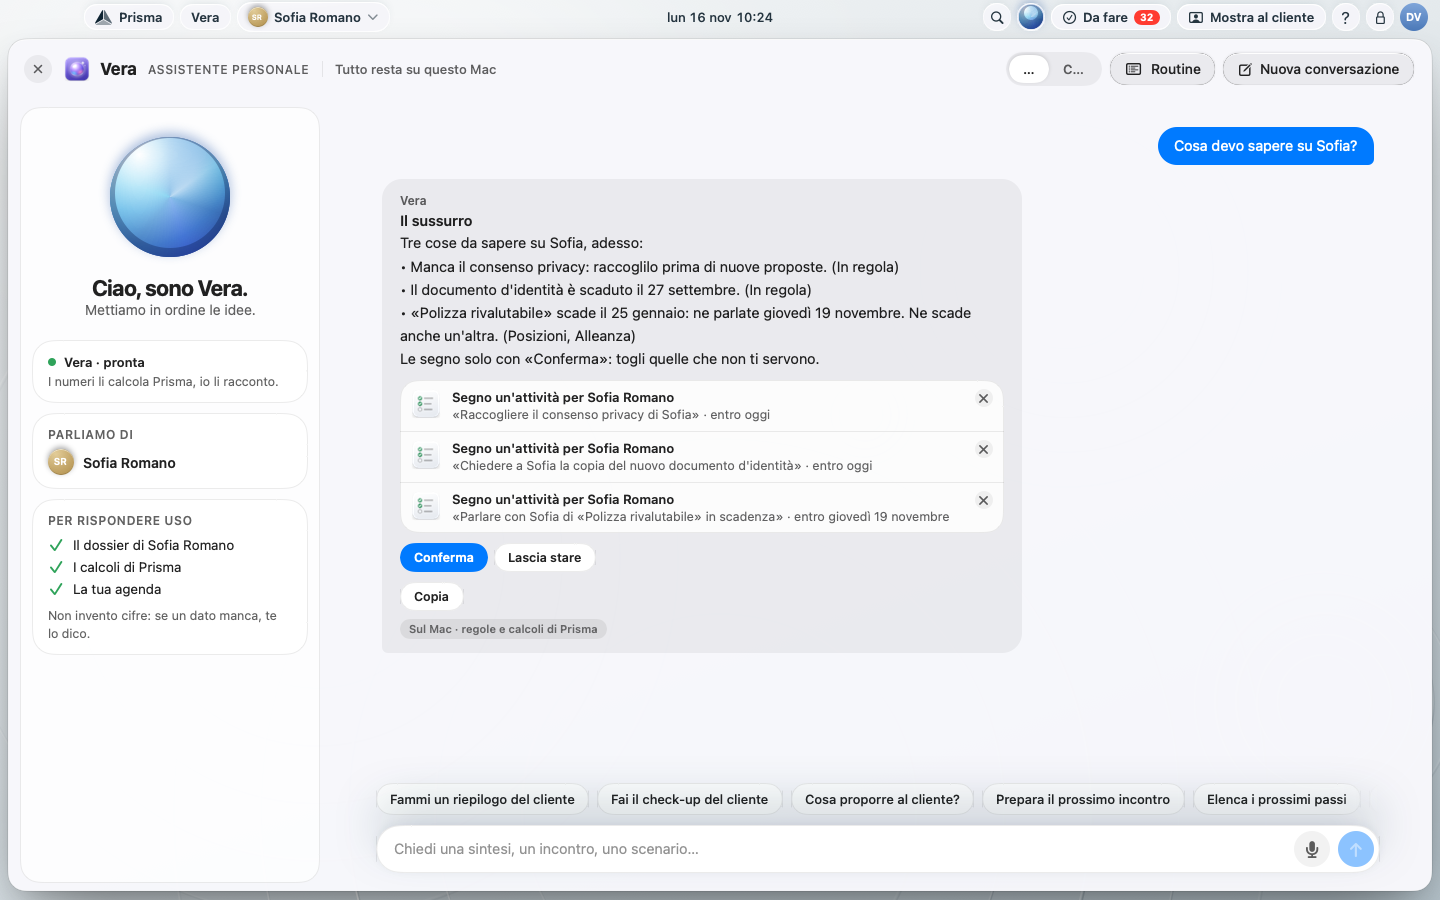 Prisma
Vera
SR Sofia Romano
lun 16 nov 10:24
Da fare 32
Mostra al cliente
?
DV
Vera ASSISTENTE PERSONALE Tutto resta su questo Mac
...
C...
Routine
Nuova conversazione
Ciao, sono Vera.
Mettiamo in ordine le idee.
Vera · pronta
I numeri li calcola Prisma, io li racconto.
PARLIAMO DI
SR Sofia Romano
PER RISPONDERE USO
Il dossier di Sofia Romano
I calcoli di Prisma
La tua agenda
Non invento cifre: se un dato manca, te
lo dico.
Cosa devo sapere su Sofia?
Vera
Il sussurro
Tre cose da sapere su Sofia, adesso:
• Manca il consenso privacy: raccoglilo prima di nuove proposte. (In regola)
• Il documento d'identità è scaduto il 27 settembre. (In regola)
• «Polizza rivalutabile» scade il 25 gennaio: ne parlate giovedì 19 novembre. Ne scade
anche un'altra. (Posizioni, Alleanza)
Le segno solo con «Conferma»: togli quelle che non ti servono.
Segno un'attività per Sofia Romano
«Raccogliere il consenso privacy di Sofia» · entro oggi
Segno un'attività per Sofia Romano
«Chiedere a Sofia la copia del nuovo documento d'identità» · entro oggi
Segno un'attività per Sofia Romano
«Parlare con Sofia di «Polizza rivalutabile» in scadenza» · entro giovedì 19 novembre
Conferma
Lascia stare
Copia
Sul Mac · regole e calcoli di Prisma
Fammi un riepilogo del cliente
Fai il check-up del cliente
Cosa proporre al cliente?
Prepara il prossimo incontro
Elenca i prossimi passi
Chiedi una sintesi, un incontro, uno scenario...